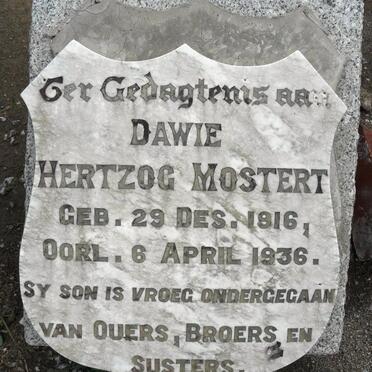 Ter Gedagtenis aan
DAWIE
HERTZOG MOSTERT
GEB. 29 DES. 1916,
OORL. 6 APRIL 1936.
SY SON IS VROEG ONDERGEGAAN
VAN OUERS, BROERS EN
SUSTERS.